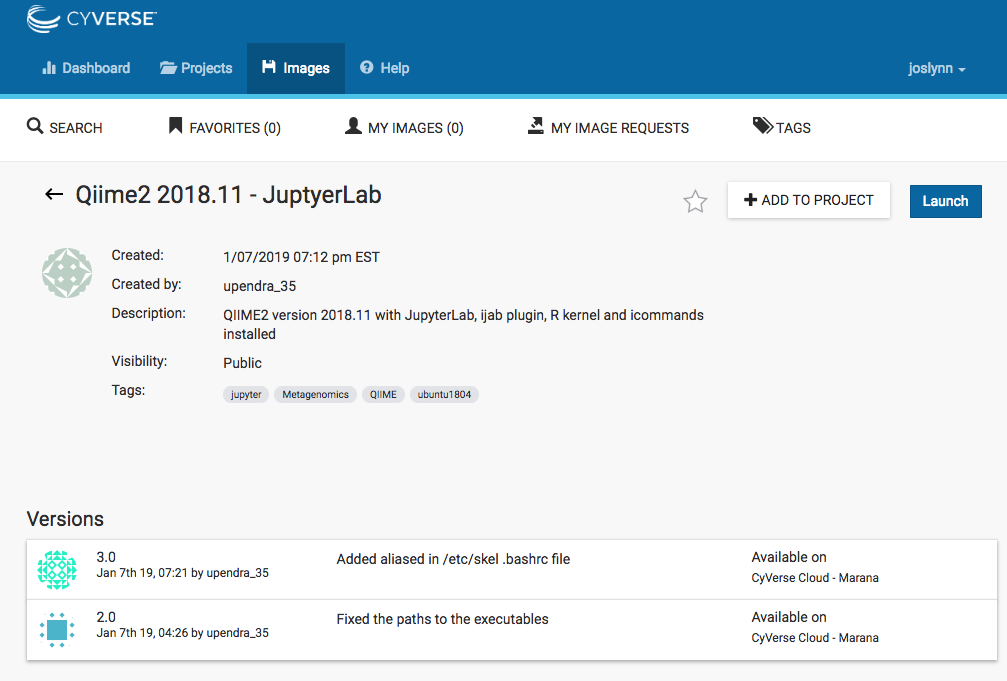 CYVERSE
Dashboard Projects Images Help joslynn
SEARCH FAVORITES (0) MY IMAGES (0) MY IMAGE REQUESTS TAGS
Qiime2 2018.11 - JuptyerLab
ADD TO PROJECT Launch
Created: 1/07/2019 07:12 pm EST
Created by: upendra_35
Description: QIIME2 version 2018.11 with JupyterLab, ijab plugin, R kernel and icommands
installed
Visibility: Public
Tags: jupyter Metagenomics QIIME ubuntu1804
Versions
3.0 Added aliased in /etc/skel .bashrc file Available on
Jan 7th 19, 07:21 by upendra_35 CyVerse Cloud - Marana
2.0 Fixed the paths to the executables Available on
Jan 7th 19, 04:26 by upendra_35 CyVerse Cloud - Marana